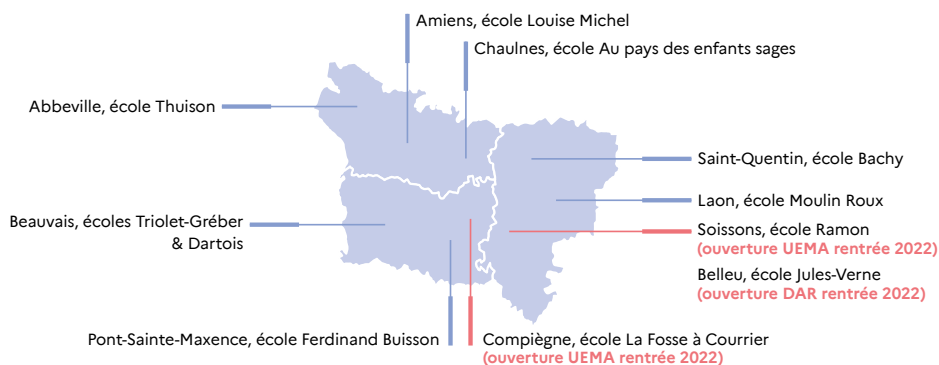 Amiens, école Louise Michel
Chaulnes, école Au pays des enfants sages
Abbeville, école Thuison
Saint-Quentin, école Bachy
Laon, école Moulin Roux
Beauvais, écoles Triolet-Gréber
& Dartois
Soissons, école Ramon
(ouverture UEMA rentrée 2022)
Belleu, école Jules-Verne
(ouverture DAR rentrée 2022)
Pont-Sainte-Maxence, école Ferdinand Buisson
Compiègne, école La Fosse à Courrier
(ouverture UEMA rentrée 2022)